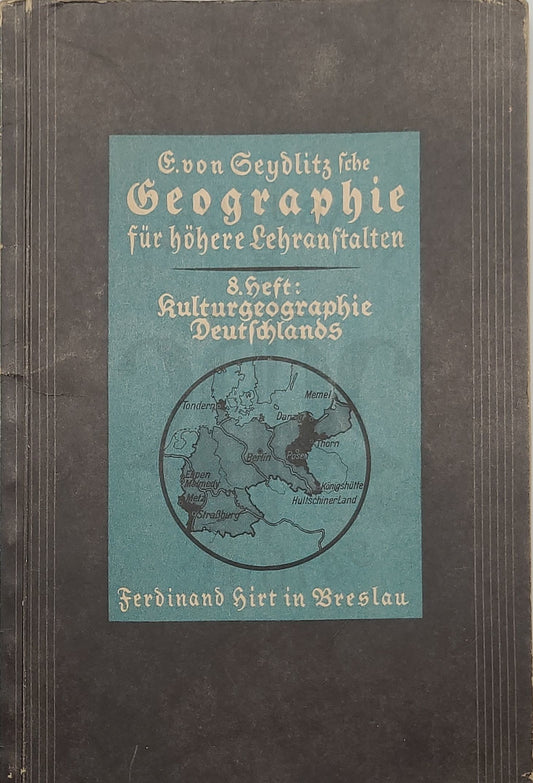 E. von Seydlitz sche
Geographie
für höhere Lehranſtalten
8. Heft:
Kulturgeographie
Deutſchlands
Memel
Tondern
Danzig
Thorn
Berlin
Posen
Eupen
Malmedy
Königshütte
Metz
Hultschiner Land
Straßburg
Ferdinand Hirt in Breslau